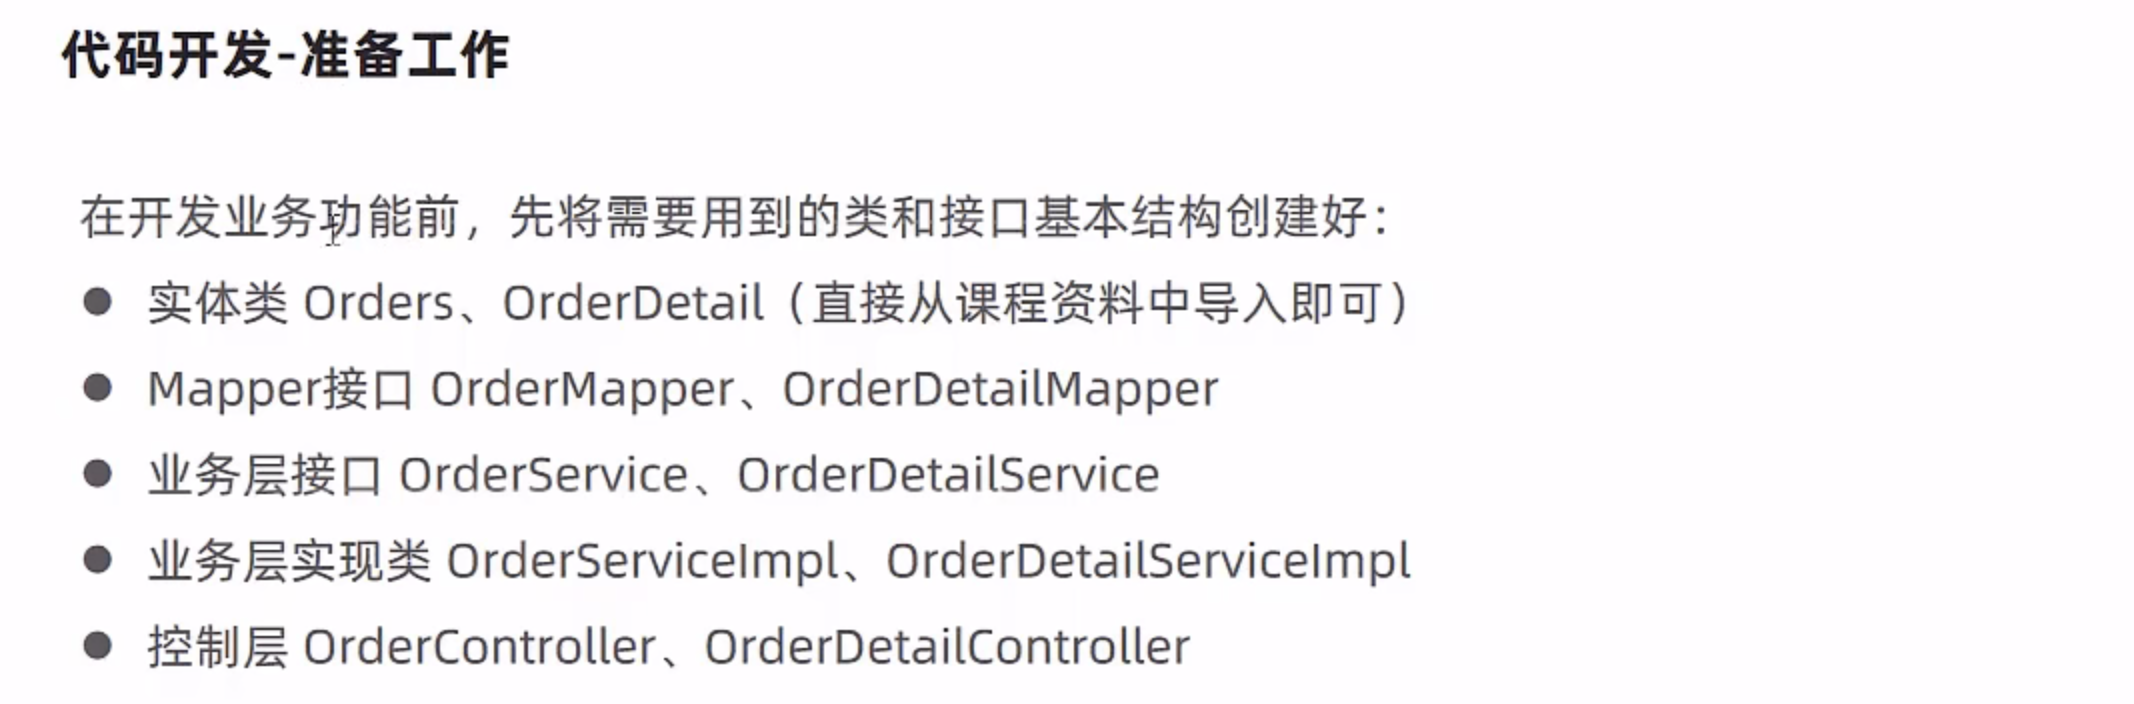 代码开发-准备工作
在开发业务功能前，先将需要用到的类和接口基本结构创建好：
● 实体类 Orders、OrderDetail（直接从课程资料中导入即可）
● Mapper接口 OrderMapper、OrderDetailMapper
● 业务层接口 OrderService、OrderDetailService
● 业务层实现类 OrderServiceImpl、OrderDetailServiceImpl
● 控制层 OrderController、OrderDetailController